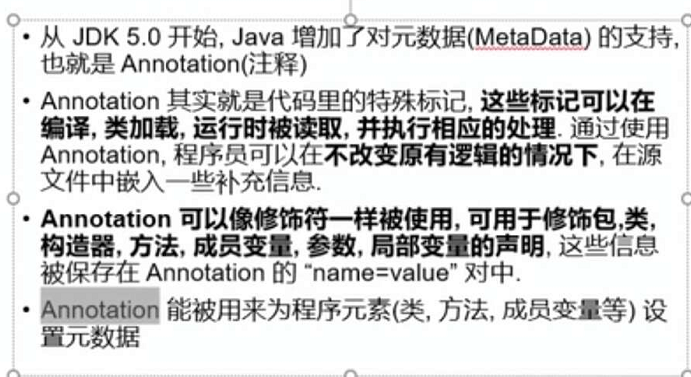 • 从 JDK 5.0 开始, Java 增加了对元数据(MetaData) 的支持,
也就是 Annotation(注释)
• Annotation 其实就是代码里的特殊标记, 这些标记可以在
编译, 类加载, 运行时被读取, 并执行相应的处理. 通过使用
Annotation, 程序员可以在不改变原有逻辑的情况下, 在源
文件中嵌入一些补充信息.
• Annotation 可以像修饰符一样被使用, 可用于修饰包,类,
构造器, 方法, 成员变量, 参数, 局部变量的声明, 这些信息
被保存在 Annotation 的 “name=value” 对中.
• Annotation 能被用来为程序元素(类, 方法, 成员变量等) 设
置元数据